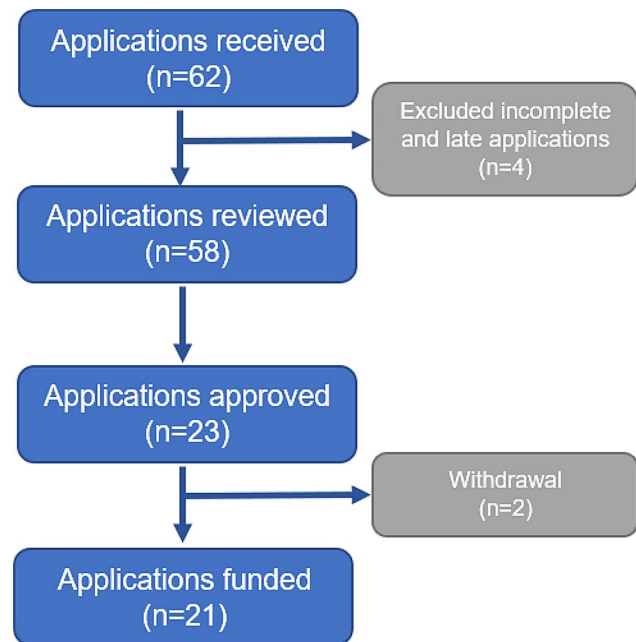 Applications received
(n=62)
Excluded incomplete
and late applications
(n=4)
Applications reviewed
(n=58)
Applications approved
(n=23)
Withdrawal
(n=2)
Applications funded
(n=21)